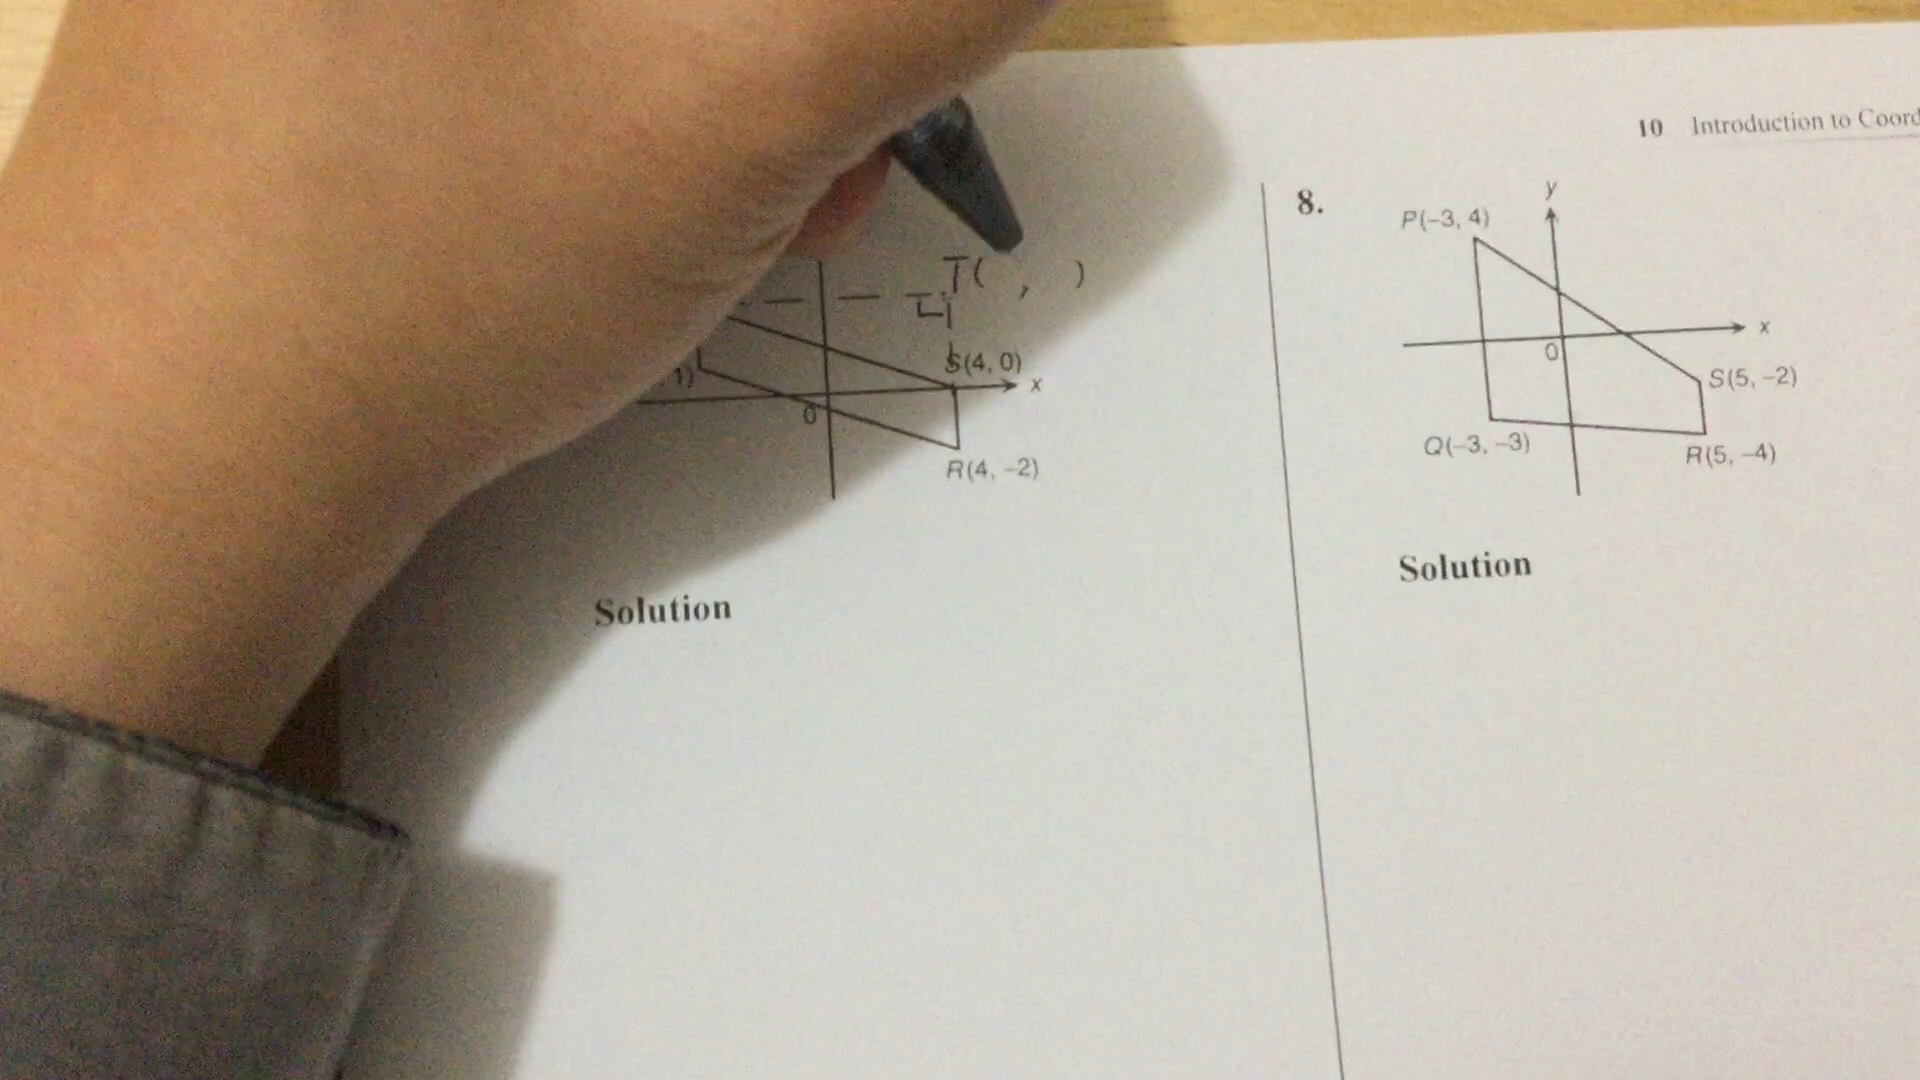 10 Introduction to Coord
T( , )
S(4, 0)
x
1)
0
R(4, -2)
Solution
8.
y
P(-3, 4)
x
0
S(5, -2)
Q(-3, -3)
R(5, -4)
Solution